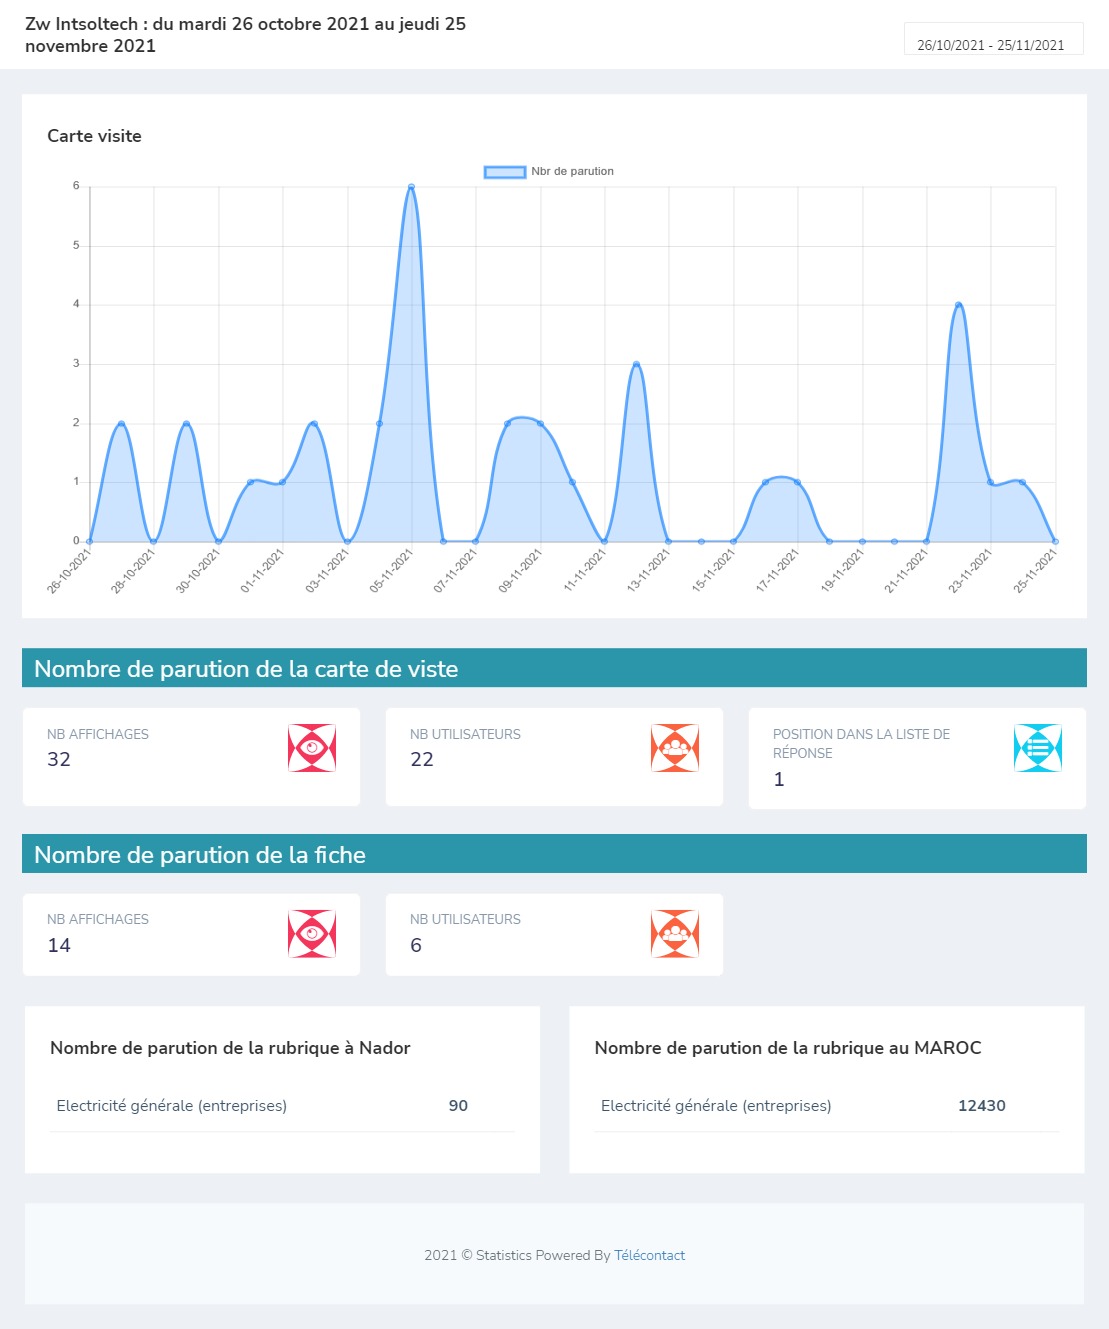 Zw Intsoltech : du mardi 26 octobre 2021 au jeudi 25
novembre 2021
26/10/2021 - 25/11/2021
Carte visite
Nbr de parution
6
5
4
3
2
1
0
26-10-2021
28-10-2021
30-10-2021
01-11-2021
03-11-2021
05-11-2021
07-11-2021
09-11-2021
11-11-2021
13-11-2021
15-11-2021
17-11-2021
19-11-2021
21-11-2021
23-11-2021
25-11-2021
Nombre de parution de la carte de viste
NB AFFICHAGES
32
NB UTILISATEURS
22
POSITION DANS LA LISTE DE
RÉPONSE
1
Nombre de parution de la fiche
NB AFFICHAGES
14
NB UTILISATEURS
6
Nombre de parution de la rubrique à Nador
Electricité générale (entreprises) 90
Nombre de parution de la rubrique au MAROC
Electricité générale (entreprises) 12430
2021 © Statistics Powered By Télécontact